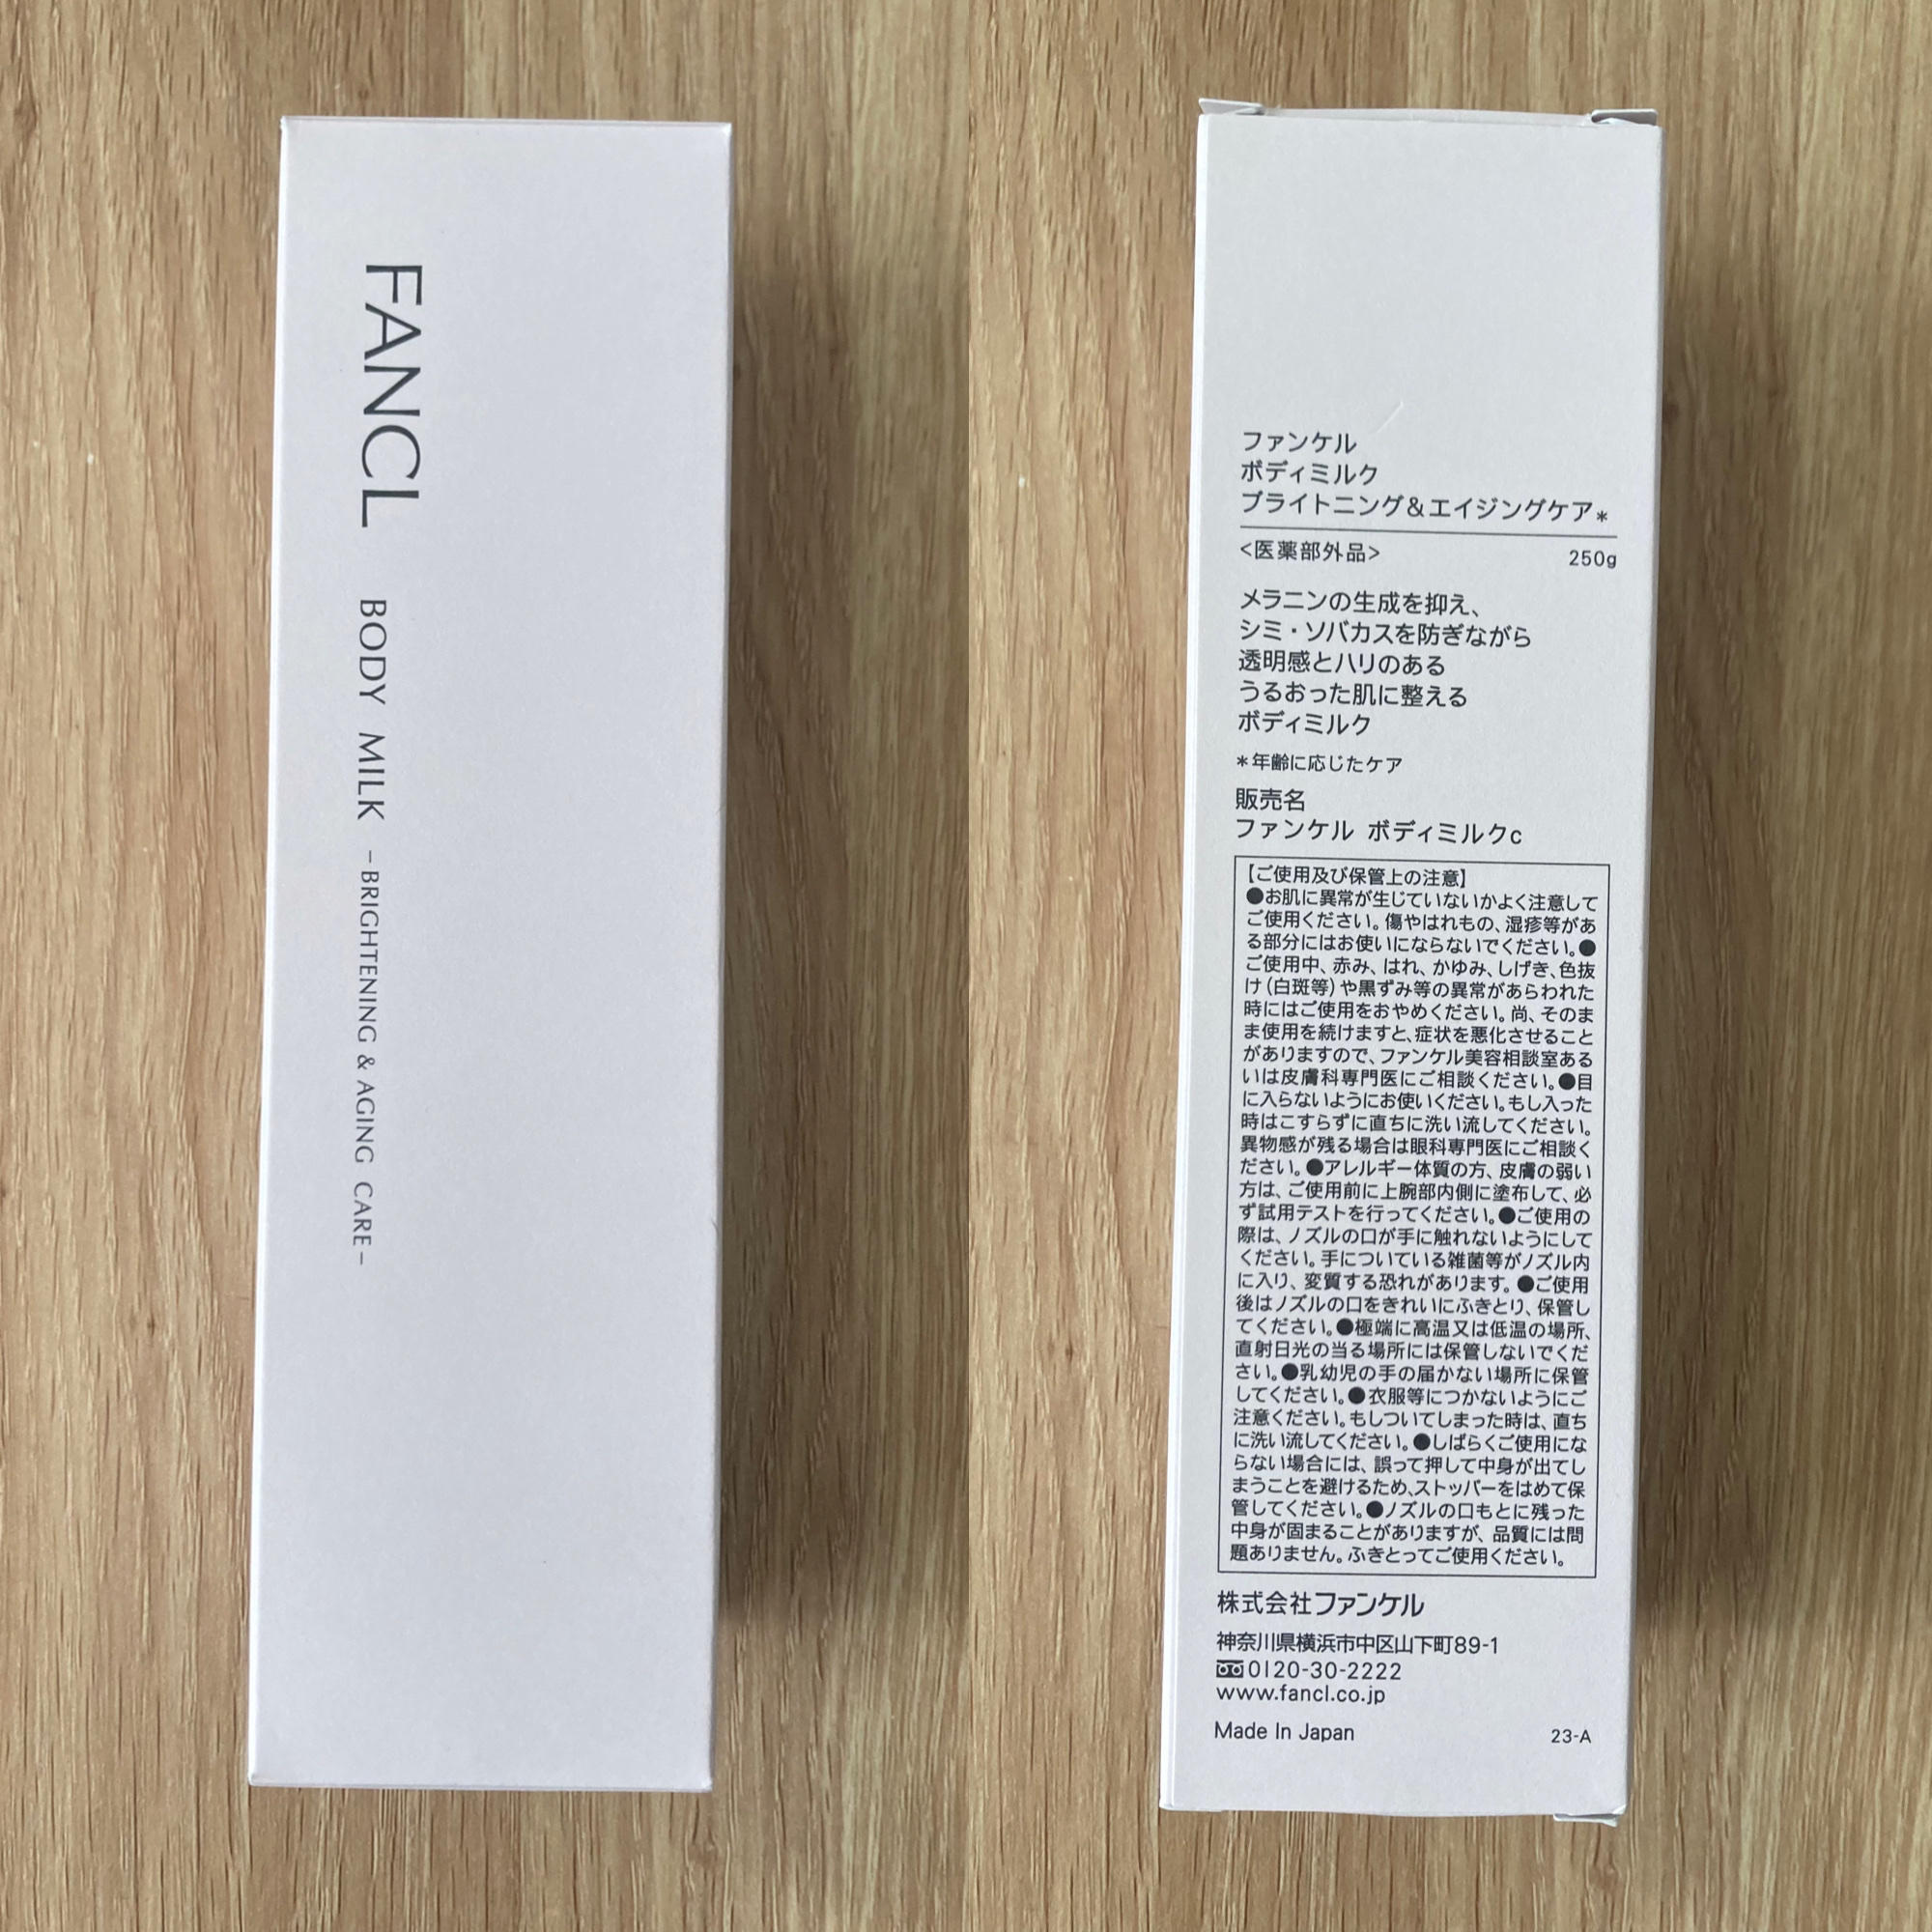 FANCL
BODY MILK -BRIGHTENING & AGING CARE-
ファンケル
ボディミルク
ブライトニング&エイジングケア*
<医薬部外品>
250g
メラニンの生成を抑え、
シミ・ソバカスを防ぎながら
透明感とハリのある
うるおった肌に整える
ボディミルク
*年齢に応じたケア
販売名
ファンケル ボディミルクc
【ご使用及び保管上の注意】
●お肌に異常が生じていないかよく注意して
ご使用ください。傷やはれもの、湿疹等があ
る部分にはお使いにならないでください。●
ご使用中、赤み、はれ、かゆみ、しげき、色抜
け(白斑等)や黒ずみ等の異常があらわれた
時にはご使用をおやめください。尚、そのま
ま使用を続けますと、症状を悪化させること
がありますので、ファンケル美容相談室ある
いは皮膚科専門医にご相談ください。●目
に入らないようにお使いください。もし入った
時はこすらずに直ちに洗い流してください。
異物感が残る場合は眼科専門医にご相談く
ださい。●アレルギー体質の方、皮膚の弱い
方は、ご使用前に上腕部内側に塗布して、必
ず試用テストを行ってください。●ご使用の
際は、ノズルの口が手に触れないようにして
ください。手についている雑菌等がノズル内
に入り、変質する恐れがあります。●ご使用
後はノズルの口をきれいにふきとり、保管し
てください。●極端に高温又は低温の場所、
直射日光の当る場所には保管しないでくだ
さい。●乳幼児の手の届かない場所に保管
してください。●衣服等につかないようにご
注意ください。もしついてしまった時は、直ち
に洗い流してください。●しばらくご使用にな
らない場合には、誤って押して中身が出てし
まうことを避けるため、ストッパーをはめて保
管してください。●ノズルの口もとに残った
中身が固まることがありますが、品質には問
題ありません。ふきとってご使用ください。
株式会社ファンケル
神奈川県横浜市中区山下町89-1
0120-30-2222
www.fancl.co.jp
Made In Japan
23-A